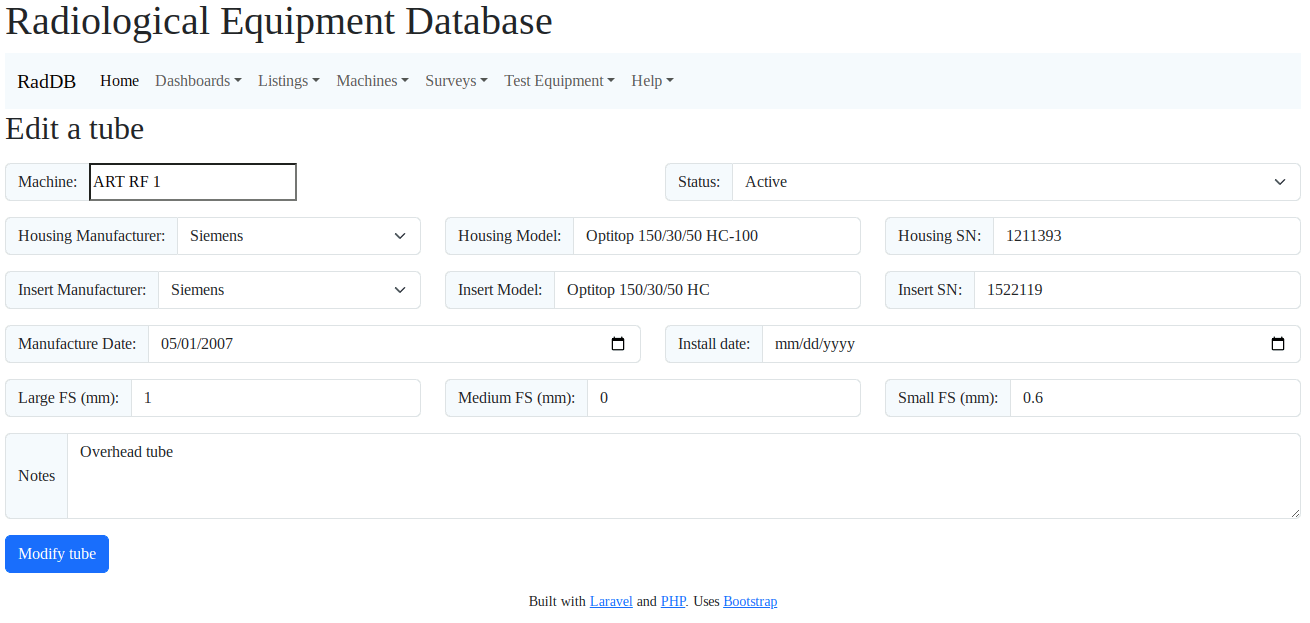 Radiological Equipment Database
RadDB Home Dashboards Listings Machines Surveys Test Equipment Help
Edit a tube
Machine: ART RF 1 Status: Active
Housing Manufacturer: Siemens Housing Model: Optitop 150/30/50 HC-100 Housing SN: 1211393
Insert Manufacturer: Siemens Insert Model: Optitop 150/30/50 HC Insert SN: 1522119
Manufacture Date: 05/01/2007 Install date: mm/dd/yyyy
Large FS (mm): 1 Medium FS (mm): 0 Small FS (mm): 0.6
Overhead tube
Notes
Modify tube
Built with Laravel and PHP. Uses Bootstrap